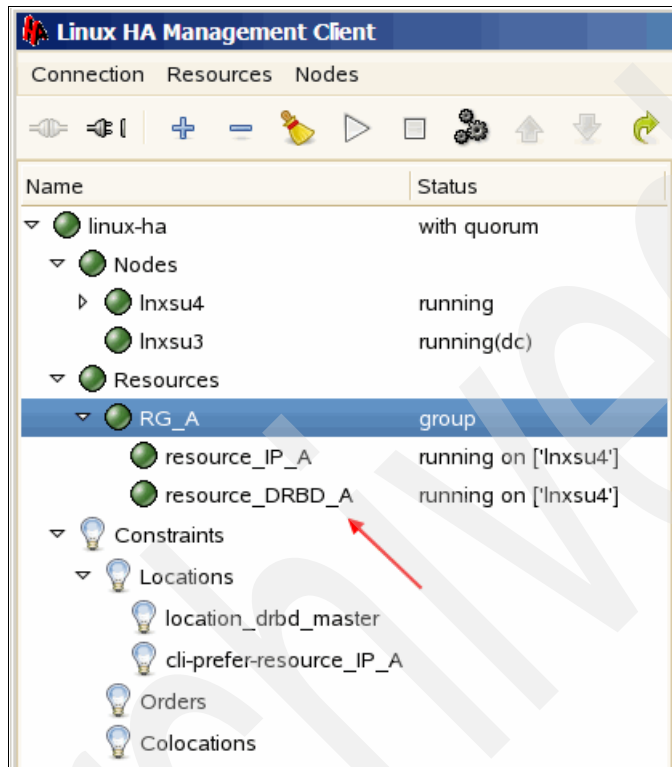 Linux HA Management Client
Connection Resources Nodes
Name Status
linux-ha with quorum
Nodes
lnxsu4 running
lnxsu3 running(dc)
Resources
RG_A group
resource_IP_A running on ['lnxsu4']
resource_DRBD_A running on ['lnxsu4']
Constraints
Locations
location_drbd_master
cli-prefer-resource_IP_A
Orders
Colocations